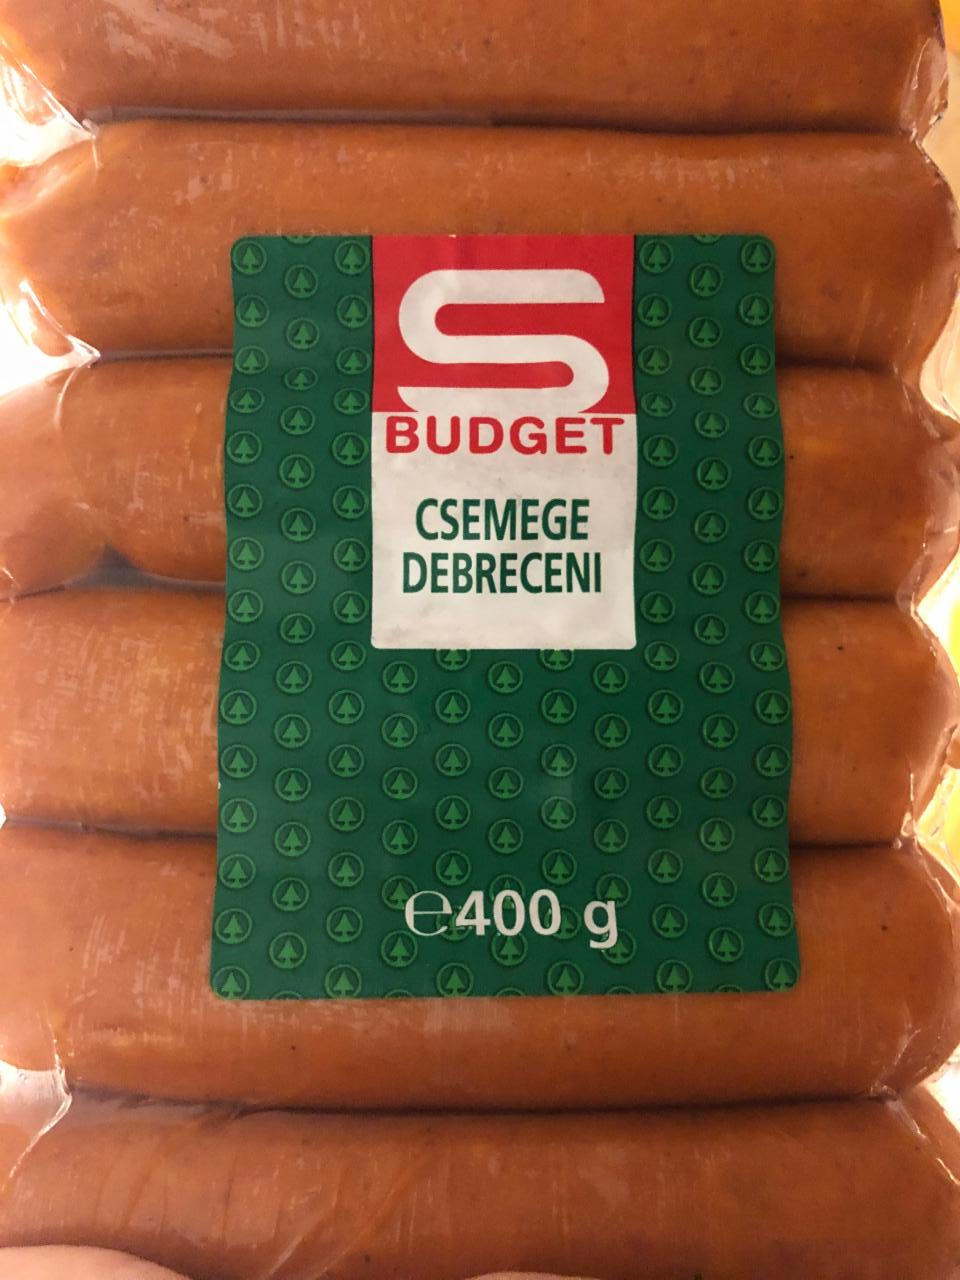 S
BUDGET
CSEMEGE
DEBRECENI
℮400 g